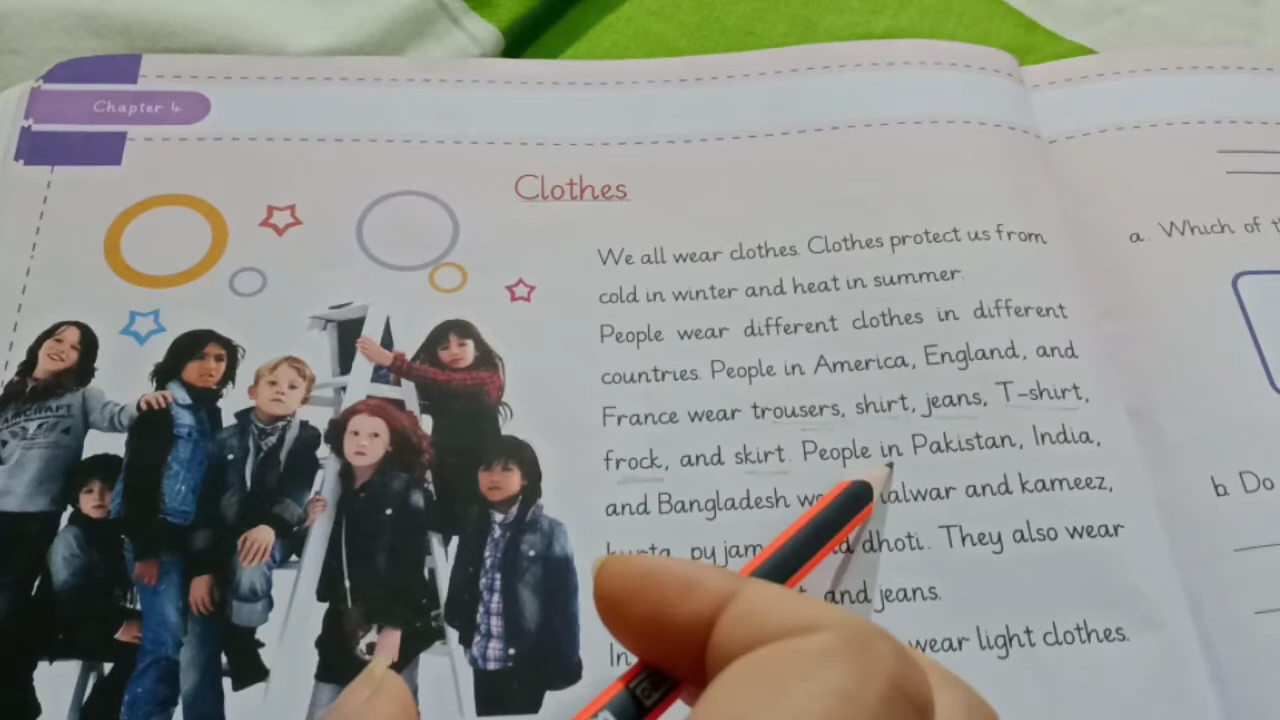 Chapter 4
Clothes
We all wear clothes. Clothes protect us from
cold in winter and heat in summer.
People wear different clothes in different
countries. People in America, England, and
France wear trousers, shirt, jeans, T-shirt,
frock, and skirt. People in Pakistan, India,
and Bangladesh and kameez,
dhoti. They also wear
and jeans.
In wear light clothes.
a. Which of
b. Do